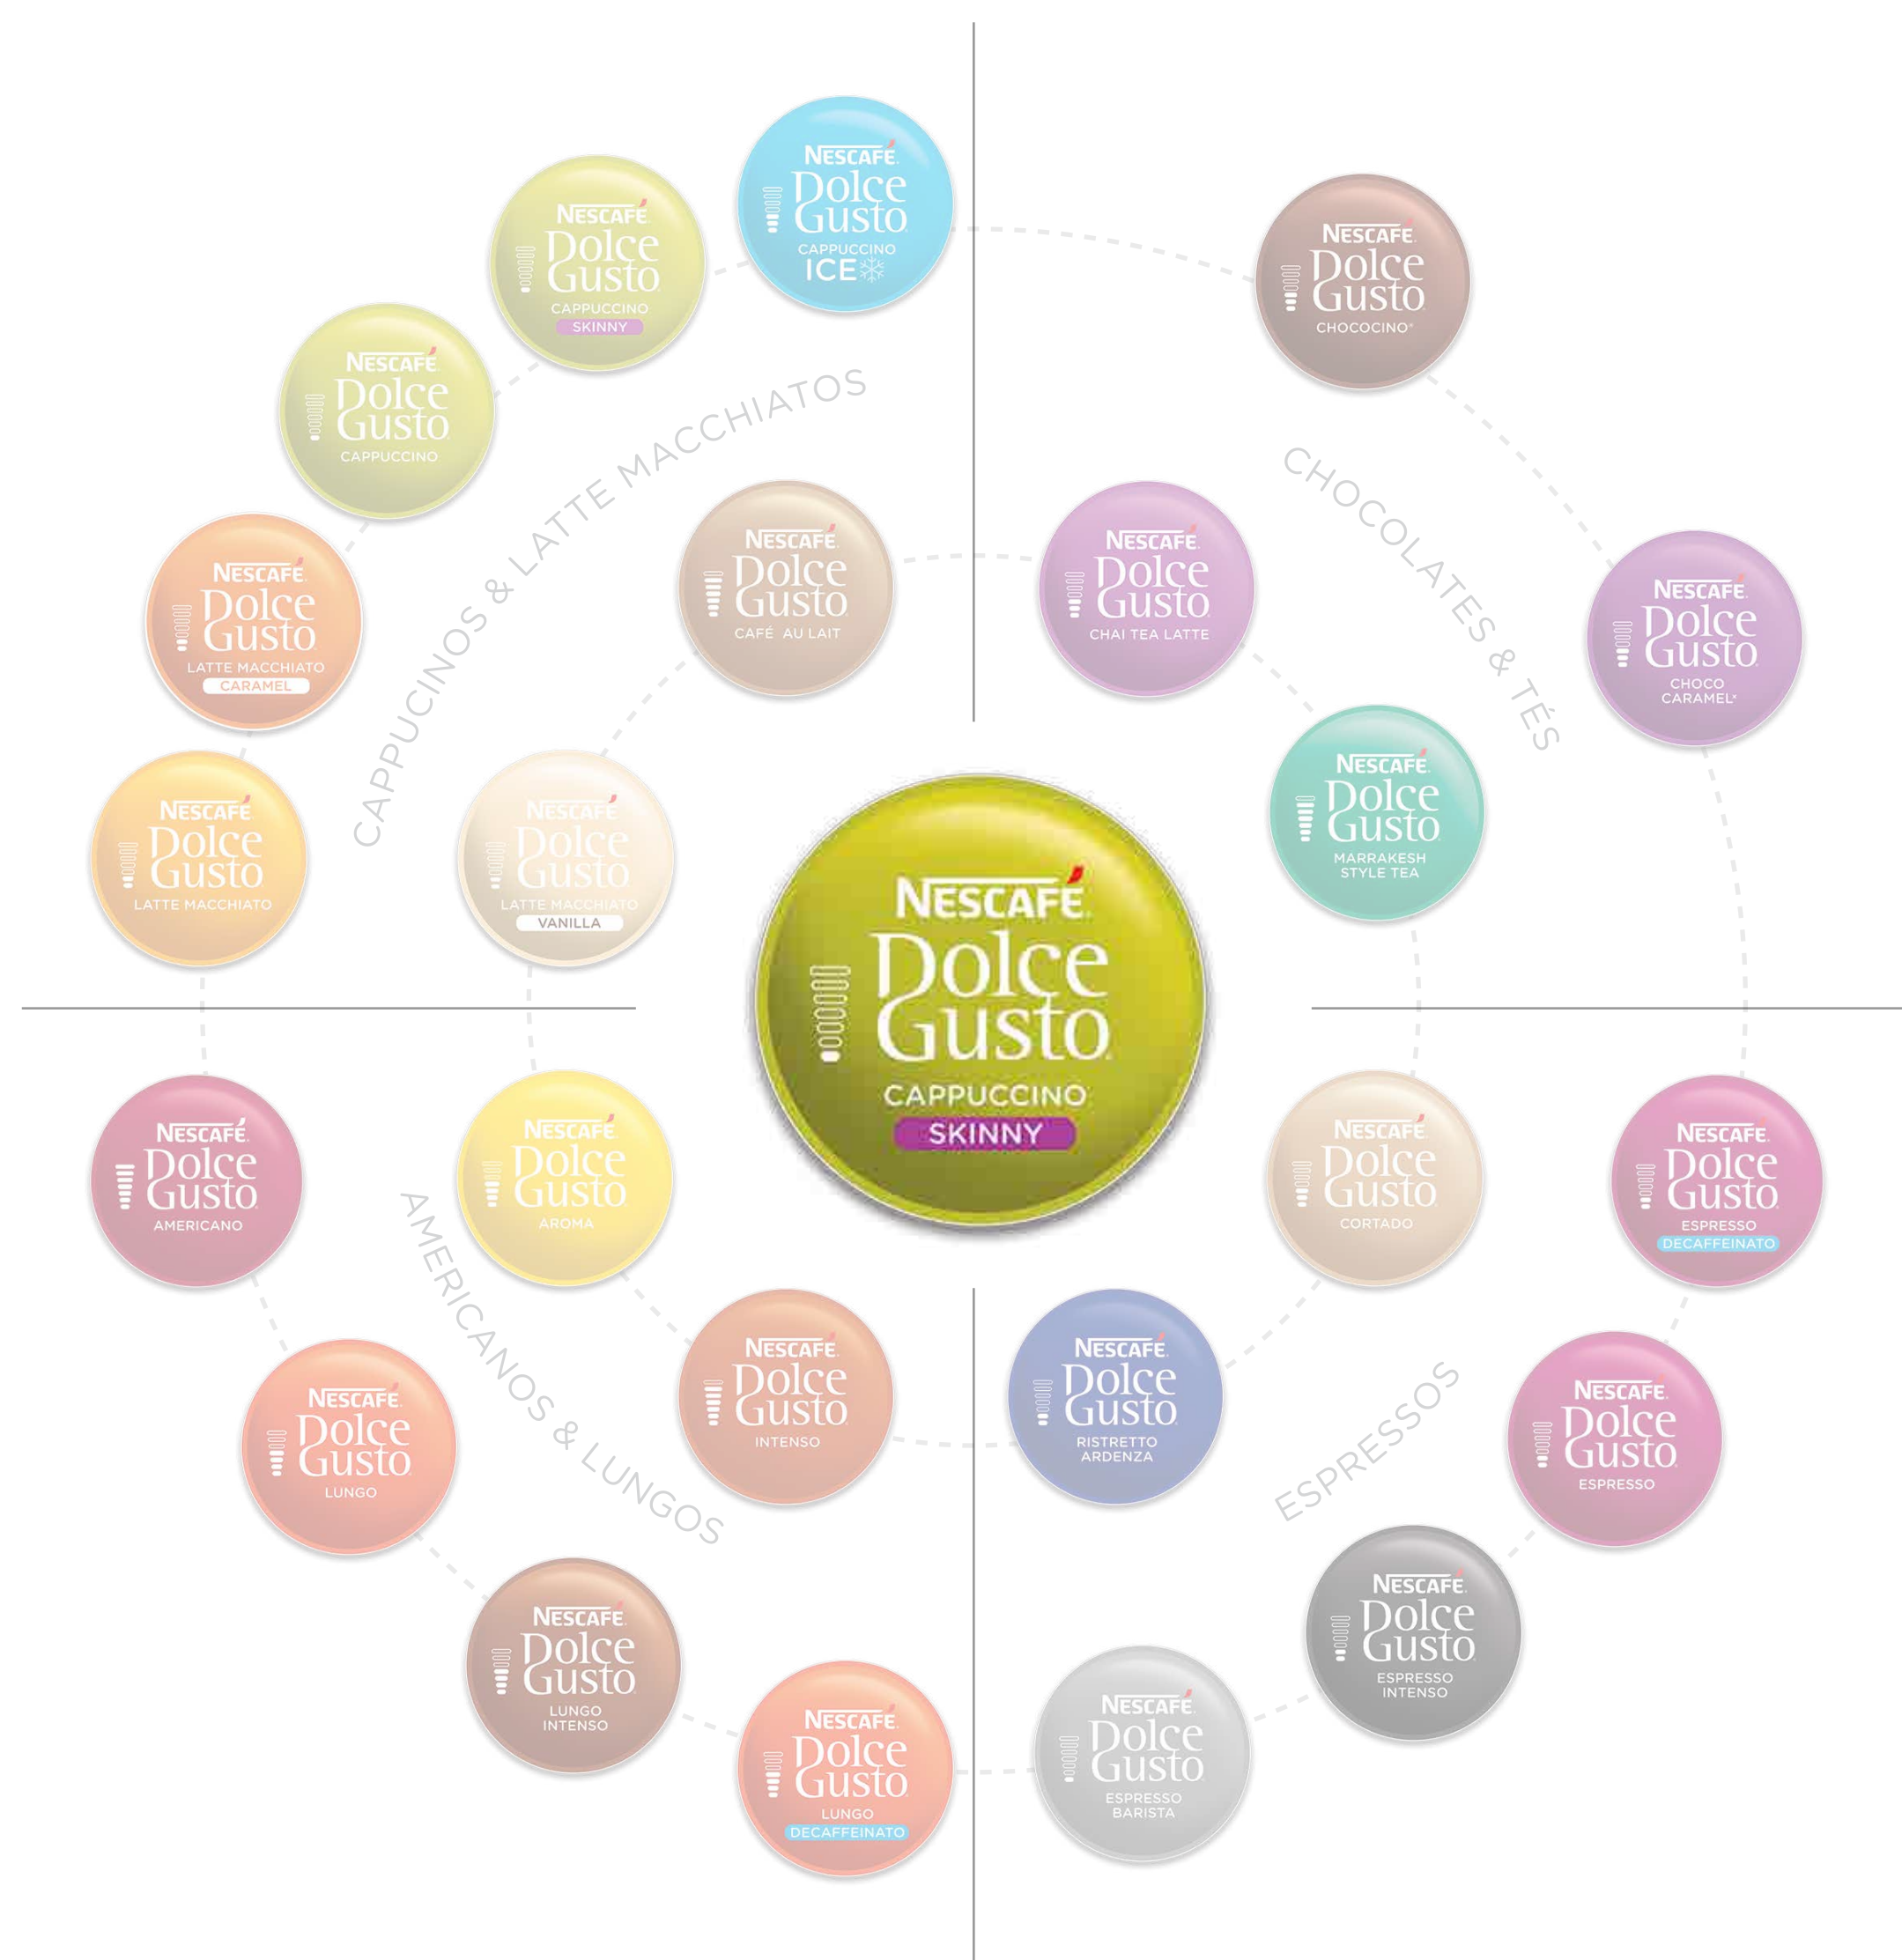 NESCAFÉ.
Dolce
Gusto
CAPPUCCINO
ICE
NESCAFÉ.
Dolce
Gusto
CAPPUCCINO
SKINNY
NESCAFÉ.
Dolce
Gusto
CAPPUCCINO
NESCAFÉ.
Dolce
Gusto
LATTE MACCHIATO
CARAMEL
NESCAFÉ.
Dolce
Gusto
LATTE MACCHIATO
CAPPUCINOS & LATTE MACCHIATOS
NESCAFÉ.
Dolce
Gusto
CAFÉ AU LAIT
NESCAFÉ.
Dolce
Gusto
LATTE MACCHIATO
VANILLA
NESCAFÉ.
Dolce
Gusto
CHOCOCINO®
CHOCOLATES & TÉS
NESCAFÉ.
Dolce
Gusto
CHOCO
CARAMEL*
NESCAFÉ.
Dolce
Gusto
CHAI TEA LATTE
NESCAFÉ.
Dolce
Gusto
MARRAKESH
STYLE TEA
NESCAFÉ.
Dolce
Gusto
CAPPUCCINO
SKINNY
NESCAFÉ.
Dolce
Gusto
AMERICANO
NESCAFÉ.
Dolce
Gusto
AROMA
AMERICANOS & LUNGOS
NESCAFÉ.
Dolce
Gusto
LUNGO
NESCAFÉ.
Dolce
Gusto
INTENSO
NESCAFÉ.
Dolce
Gusto
LUNGO
INTENSO
NESCAFÉ.
Dolce
Gusto
LUNGO
DECAFFEINATO
NESCAFÉ.
Dolce
Gusto
CORTADO
NESCAFÉ.
Dolce
Gusto
ESPRESSO
DECAFFEINATO
NESCAFÉ.
Dolce
Gusto
RISTRETTO
ARDENZA
ESPRESSOS
NESCAFÉ.
Dolce
Gusto
ESPRESSO
NESCAFÉ.
Dolce
Gusto
ESPRESSO
INTENSO
NESCAFÉ.
Dolce
Gusto
ESPRESSO
BARISTA